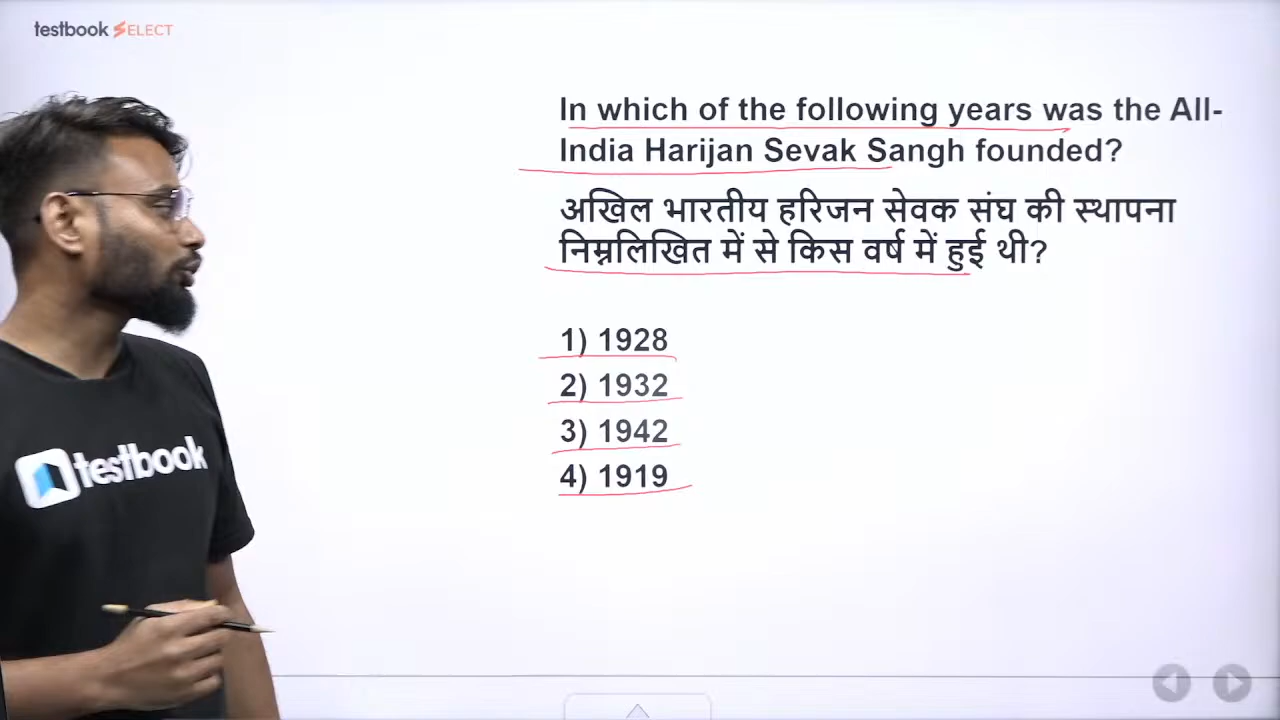 testbook SELECT
In which of the following years was the All-
India Harijan Sevak Sangh founded?
अखिल भारतीय हरिजन सेवक संघ की स्थापना
निम्नलिखित में से किस वर्ष में हुई थी?
1) 1928
2) 1932
3) 1942
4) 1919
testbook